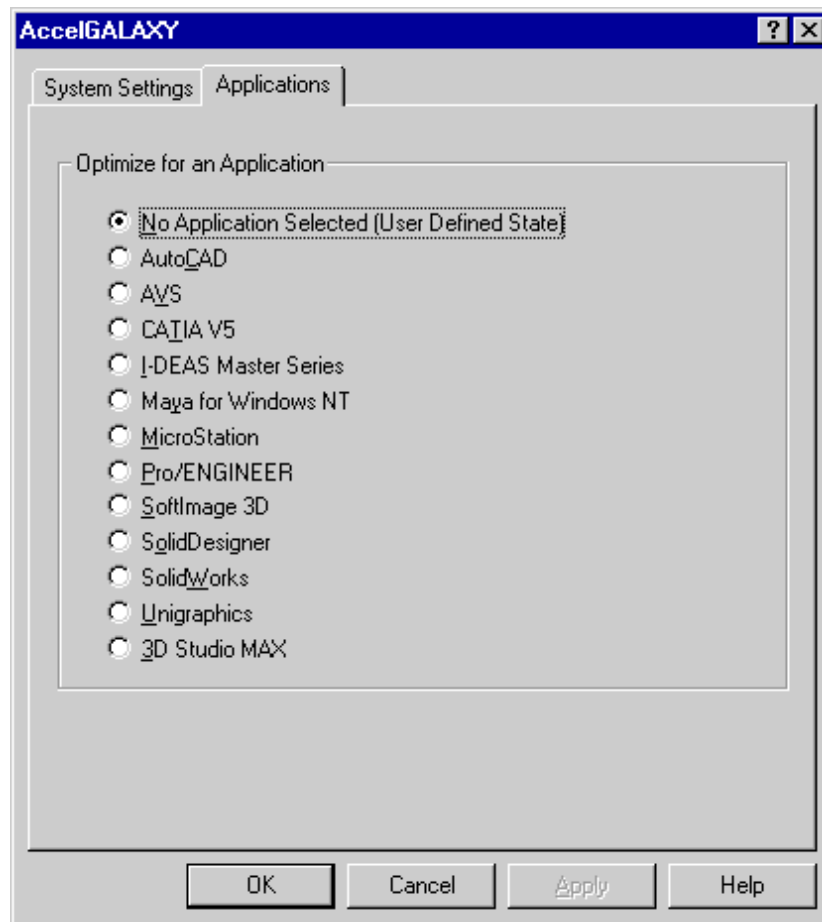 AccelGALAXY
System Settings Applications
Optimize for an Application
No Application Selected (User Defined State)
AutoCAD
AVS
CATIA V5
I-DEAS Master Series
Maya for Windows NT
MicroStation
Pro/ENGINEER
SoftImage 3D
SolidDesigner
SolidWorks
Unigraphics
3D Studio MAX
OK Cancel Apply Help